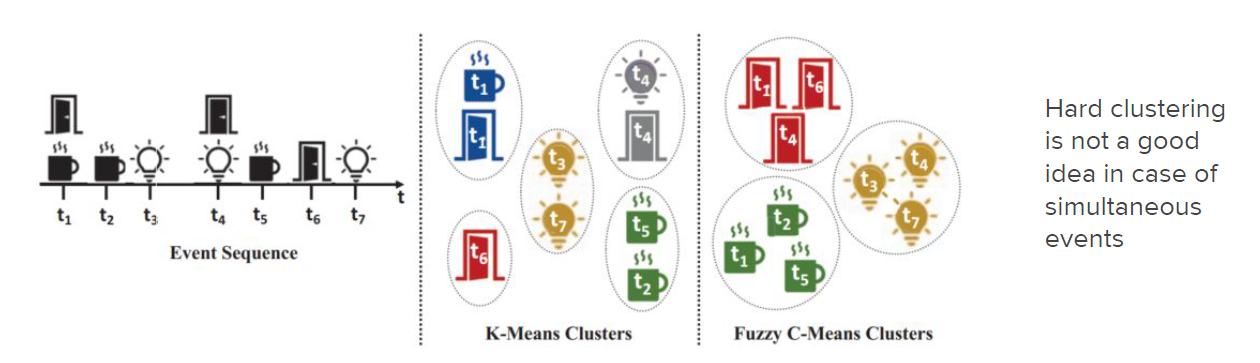 t₁ t₂ t₃ t₄ t₅ t₆ t₇ t
Event Sequence
t₁
t₁
t₃
t₇
t₆
t₄
t₄
t₅
t₂
K-Means Clusters
t₁ t₆
t₄
t₂
t₁
t₅
t₄
t₃
t₇
Fuzzy C-Means Clusters
Hard clustering
is not a good
idea in case of
simultaneous
events